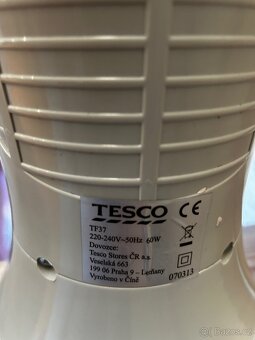 TESCO CE
TF37
220-240V~50Hz 60W
Dovozce:
Tesco Stores ČR a.s.
Veselská 663
199 06 Praha 9 – Letňany
Vyrobeno v Číně
070313